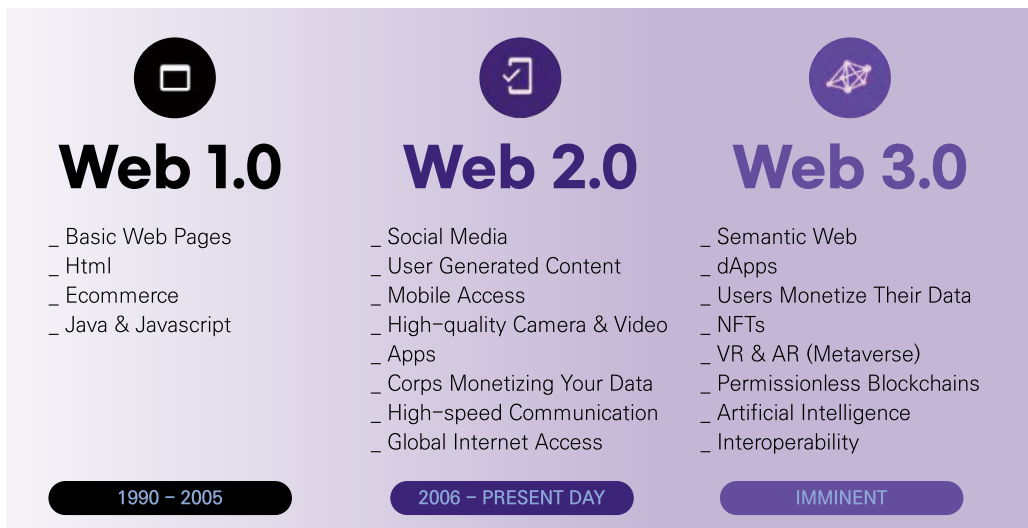 Web 1.0
_ Basic Web Pages
_ Html
_ Ecommerce
_ Java & Javascript
1990 – 2005
Web 2.0
_ Social Media
_ User Generated Content
_ Mobile Access
_ High-quality Camera & Video
_ Apps
_ Corps Monetizing Your Data
_ High-speed Communication
_ Global Internet Access
2006 – PRESENT DAY
Web 3.0
_ Semantic Web
_ dApps
_ Users Monetize Their Data
_ NFTs
_ VR & AR (Metaverse)
_ Permissionless Blockchains
_ Artificial Intelligence
_ Interoperability
IMMINENT